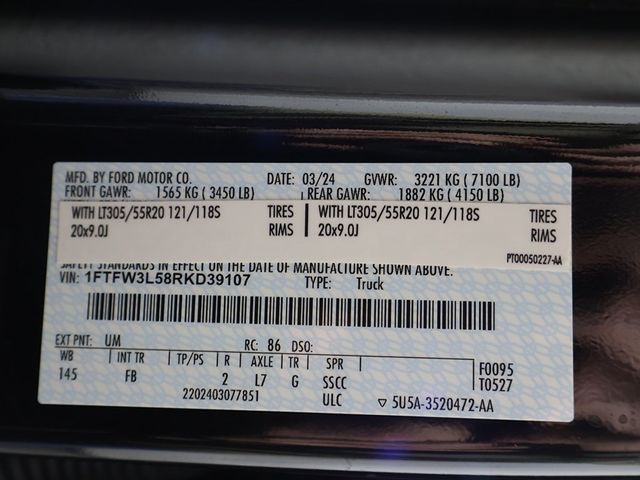 MFD. BY FORD MOTOR CO. DATE: 03/24 GVWR: 3221 KG ( 7100 LB)
FRONT GAWR: 1565 KG ( 3450 LB) REAR GAWR: 1882 KG ( 4150 LB)
WITH LT305/55R20 121/118S TIRES WITH LT305/55R20 121/118S TIRES
20x9.0J RIMS 20x9.0J RIMS
PT00050227-AA
SAFETY STANDARDS IN EFFECT ON THE DATE OF MANUFACTURE SHOWN ABOVE.
VIN: 1FTFW3L58RKD39107 TYPE: Truck
EXT PNT: UM RC: 86 DSO:
WB INT TR TP/PS R AXLE TR SPR F0095
145 FB 2 L7 G SSCC T0527
2202403077851 ULC ▽ 5U5A-3520472-AA